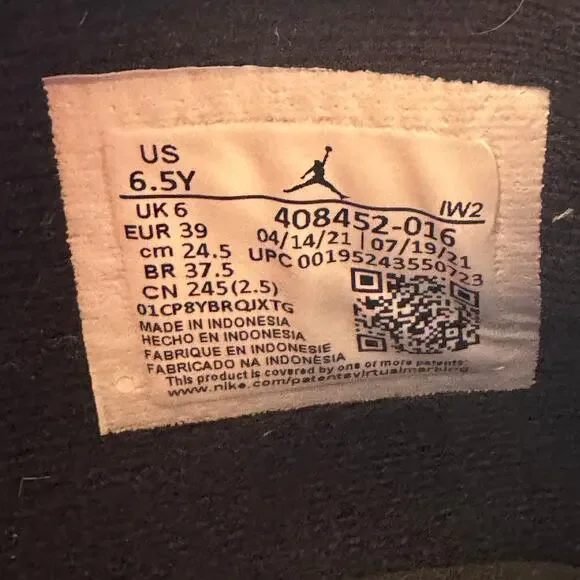 US
6.5Y
UK 6
EUR 39
cm 24.5
BR 37.5
CN 245(2.5)
IW2
408452-016
04/14/21 | 07/19/21
UPC 00195243550723
01CP8YBRQJXTG
MADE IN INDONESIA
HECHO EN INDONESIA
FABRIQUE EN INDONESIE
FABRICADO NA INDONÉSIA
This product is covered by one or more patents
www.nike.com/patentsvirtualmarking